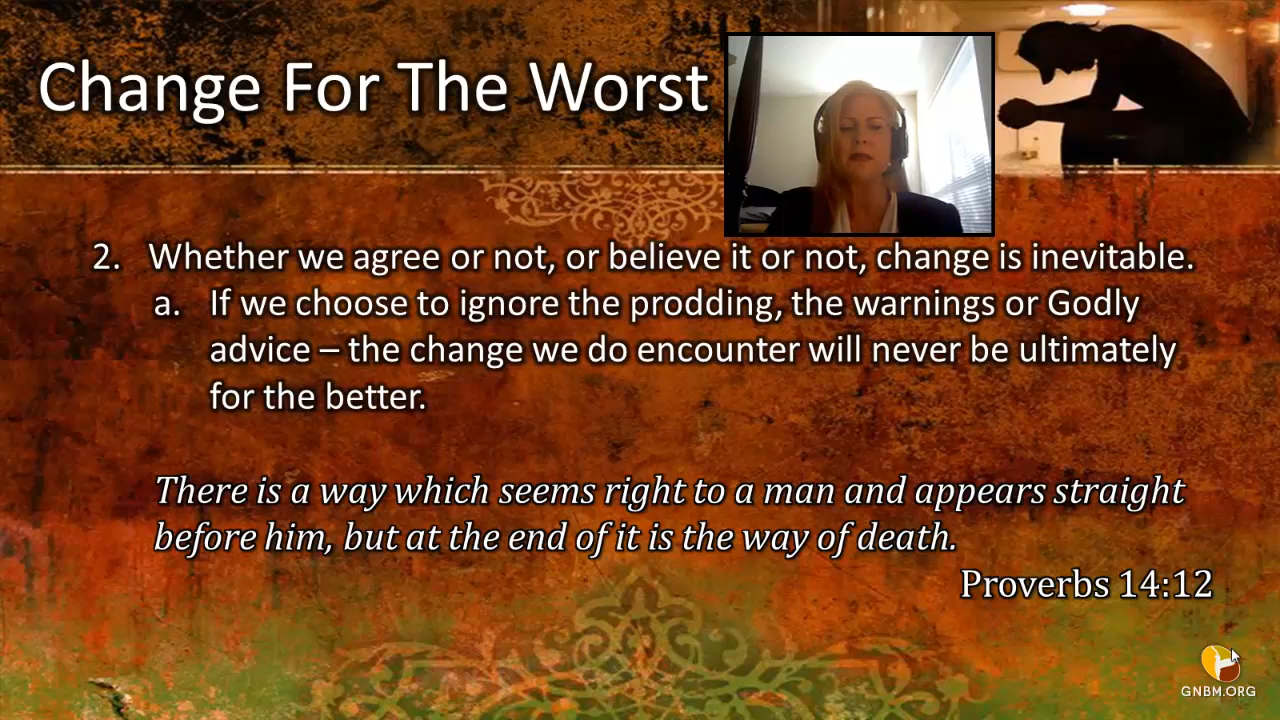 Change For The Worst
2. Whether we agree or not, or believe it or not, change is inevitable.
a. If we choose to ignore the prodding, the warnings or Godly
advice – the change we do encounter will never be ultimately
for the better.
There is a way which seems right to a man and appears straight
before him, but at the end of it is the way of death.
Proverbs 14:12
GNBM.ORG